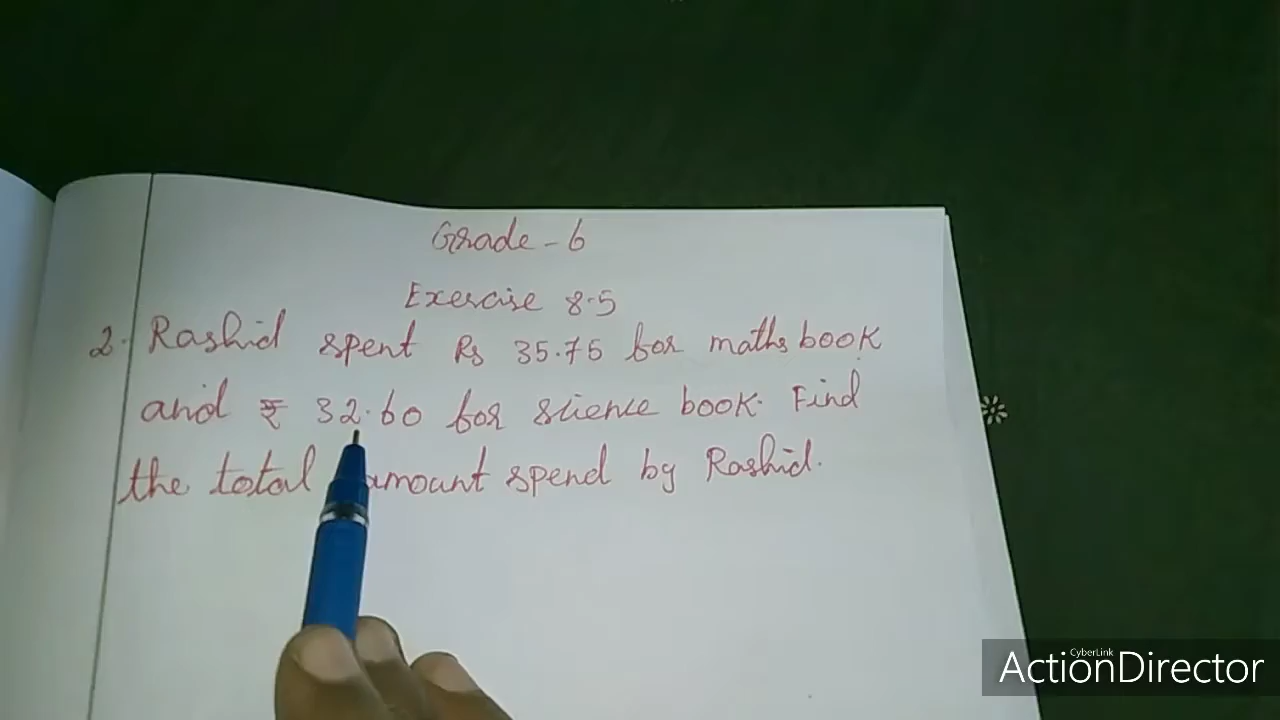 Grade - 6
Exercise 8.5
2. Rashid spent Rs 35.75 for maths book
and ₹ 32.60 for science book. Find
the total amount spend by Rashid.
CyberLink
ActionDirector